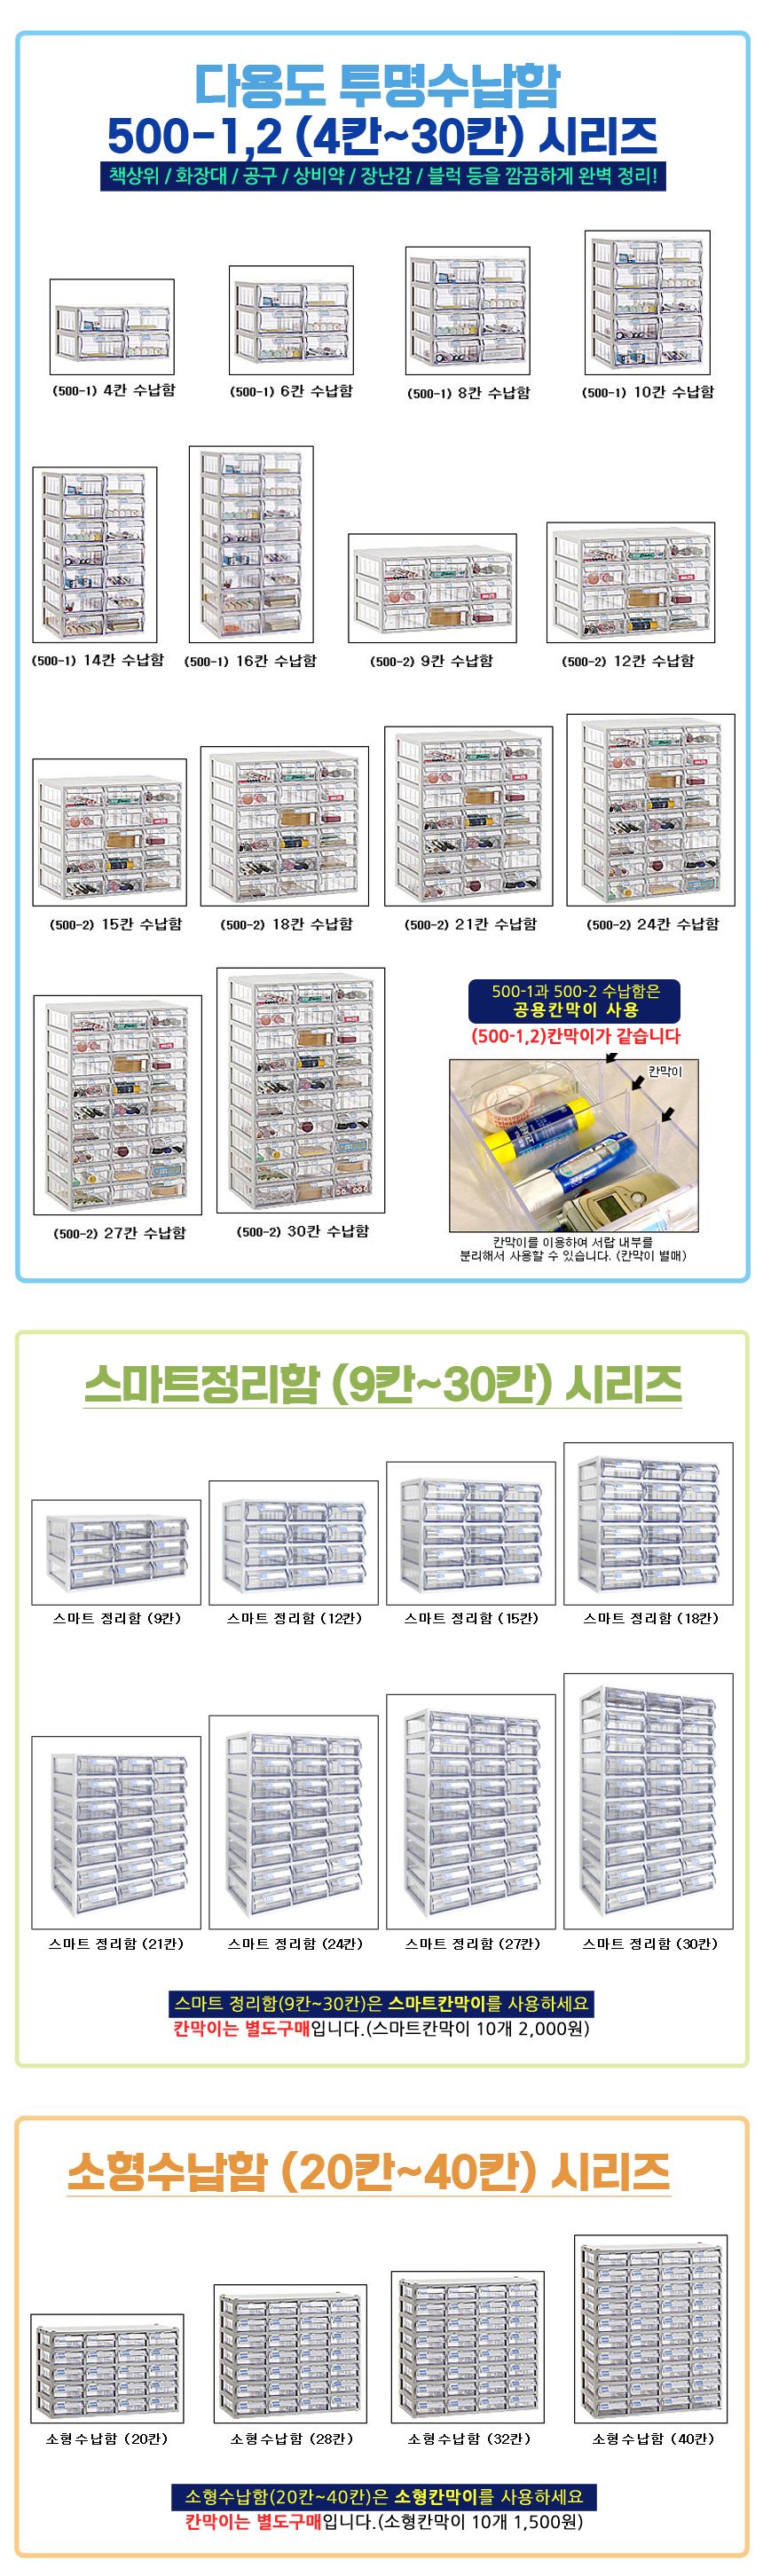 다용도 투명수납함
500-1,2 (4칸~30칸) 시리즈
책상위 / 화장대 / 공구 / 상비약 / 장난감 / 블럭 등을 깜끔하게 완벽 정리!
(500-1) 4칸 수납함
(500-1) 6칸 수납함
(500-1) 8칸 수납함
(500-1) 10칸 수납함
(500-1) 14칸 수납함
(500-1) 16칸 수납함
(500-2) 9칸 수납함
(500-2) 12칸 수납함
(500-2) 15칸 수납함
(500-2) 18칸 수납함
(500-2) 21칸 수납함
(500-2) 24칸 수납함
(500-2) 27칸 수납함
(500-2) 30칸 수납함
500-1과 500-2 수납함은
공용칸막이 사용
(500-1,2)칸막이가 같습니다
칸막이
칸막이를 이용하여 서랍 내부를
분리해서 사용할 수 있습니다. (칸막이 별매)
스마트정리함 (9칸~30칸) 시리즈
스마트 정리함 (9칸)
스마트 정리함 (12칸)
스마트 정리함 (15칸)
스마트 정리함 (18칸)
스마트 정리함 (21칸)
스마트 정리함 (24칸)
스마트 정리함 (27칸)
스마트 정리함 (30칸)
스마트 정리함(9칸~30칸)은 스마트칸막이를 사용하세요
칸막이는 별도구매입니다.(스마트칸막이 10개 2,000원)
소형수납함 (20칸~40칸) 시리즈
소형수납함 (20칸)
소형수납함 (28칸)
소형수납함 (32칸)
소형수납함 (40칸)
소형수납함(20칸~40칸)은 소형칸막이를 사용하세요
칸막이는 별도구매입니다.(소형칸막이 10개 1,500원)